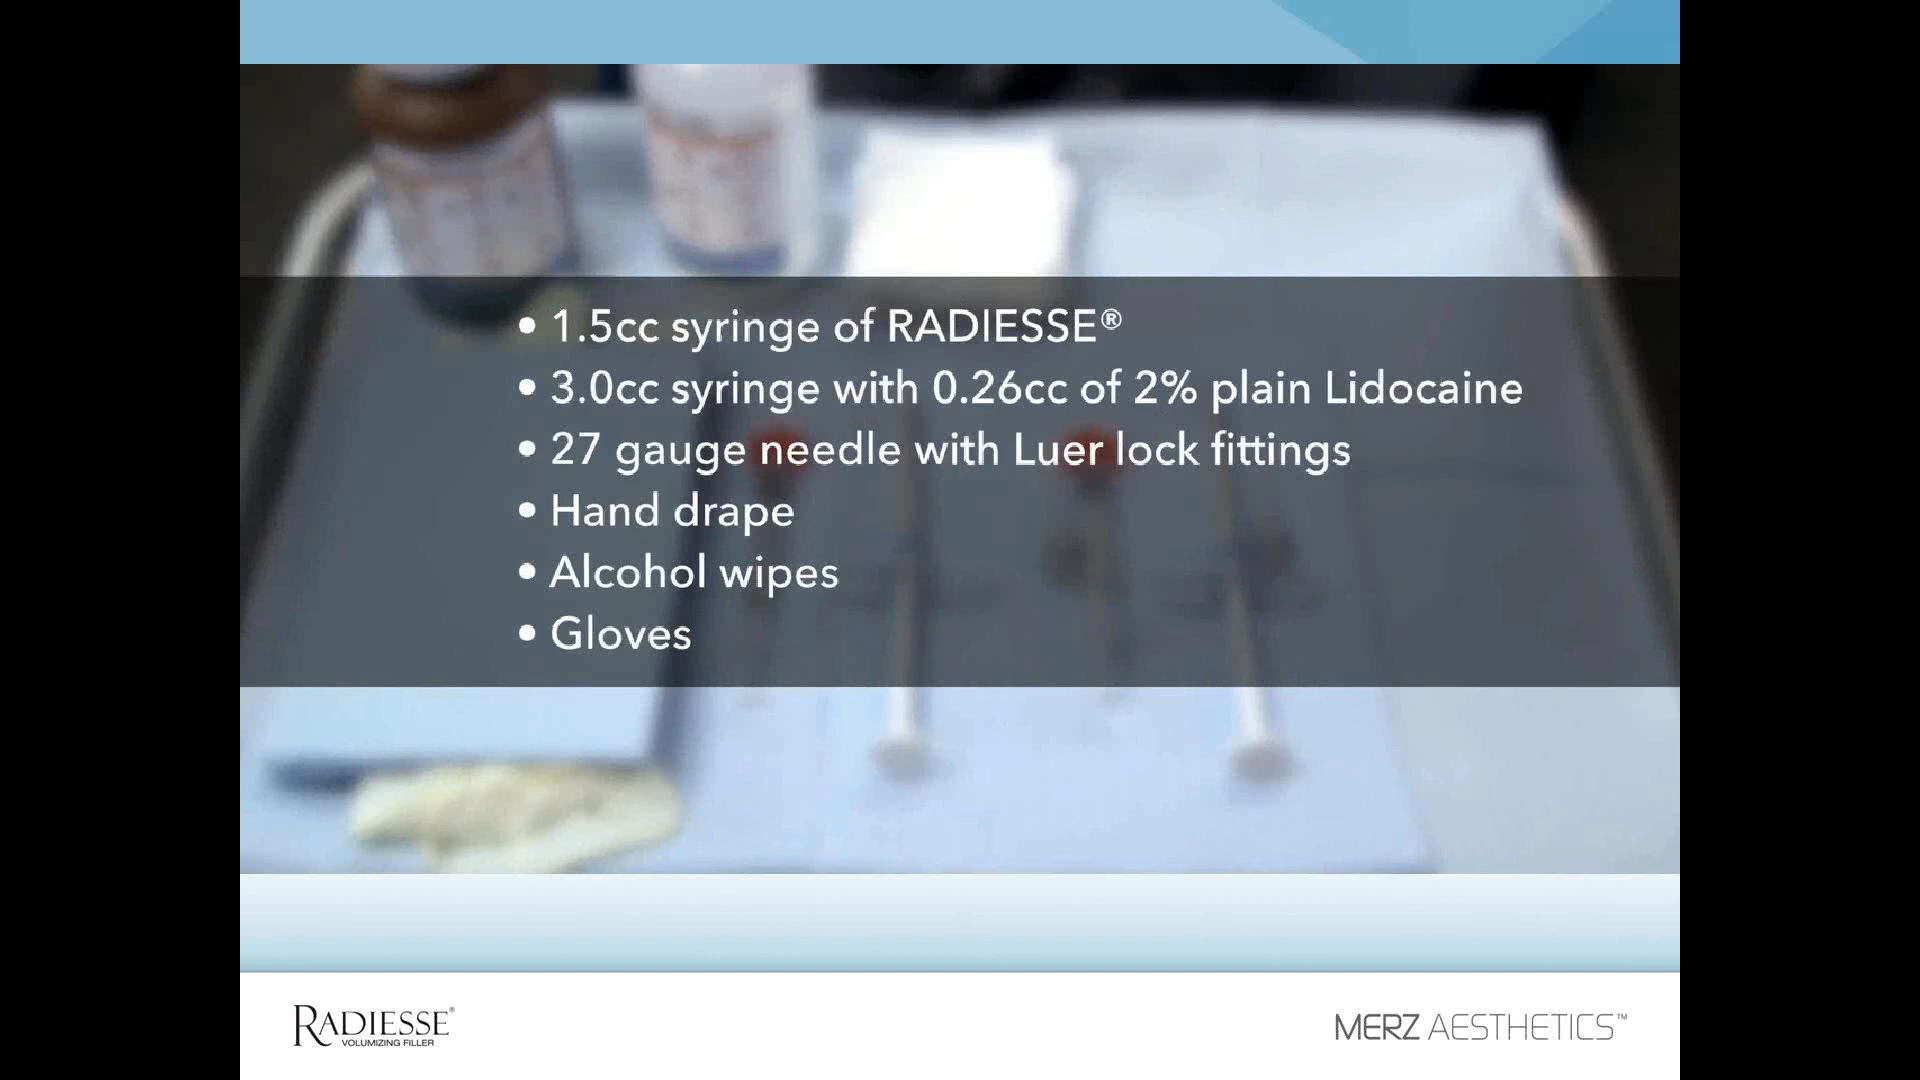 • 1.5cc syringe of RADIESSE®
• 3.0cc syringe with 0.26cc of 2% plain Lidocaine
• 27 gauge needle with Luer lock fittings
• Hand drape
• Alcohol wipes
• Gloves
RADIESSE®
VOLUMIZING FILLER
MERZ AESTHETICS™